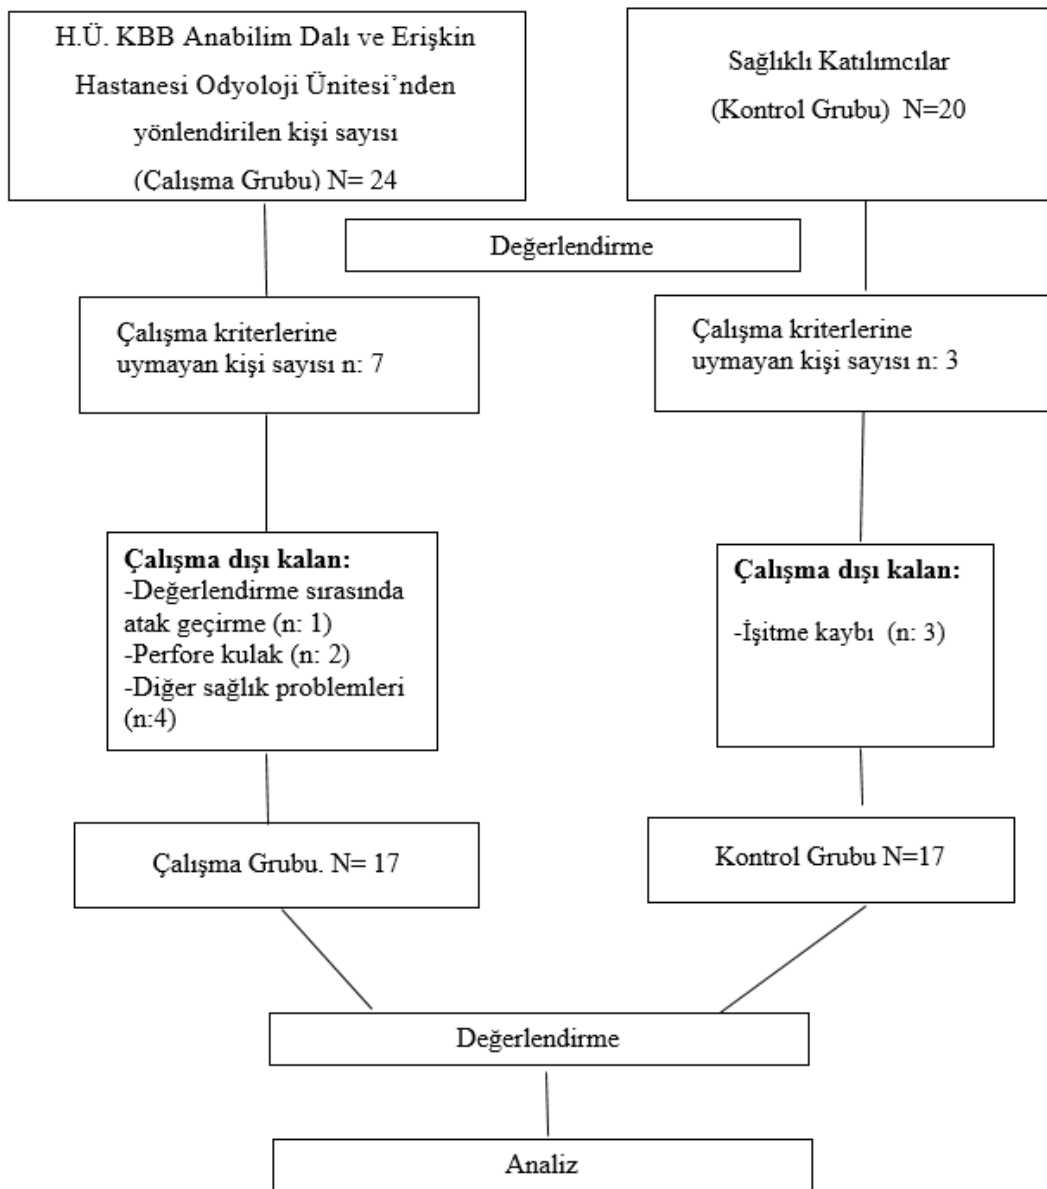 H.Ü. KBB Anabilim Dalı ve Erişkin
Hastanesi Odyoloji Ünitesi’nden
yönlendirilen kişi sayısı
(Çalışma Grubu) N= 24
Sağlıklı Katılımcılar
(Kontrol Grubu) N=20
Değerlendirme
Çalışma kriterlerine
uymayan kişi sayısı n: 7
Çalışma kriterlerine
uymayan kişi sayısı n: 3
Çalışma dışı kalan:
-Değerlendirme sırasında
atak geçirme (n: 1)
-Perfore kulak (n: 2)
-Diğer sağlık problemleri
(n:4)
Çalışma dışı kalan:
-İşitme kaybı (n: 3)
Çalışma Grubu. N= 17
Kontrol Grubu N=17
Değerlendirme
Analiz